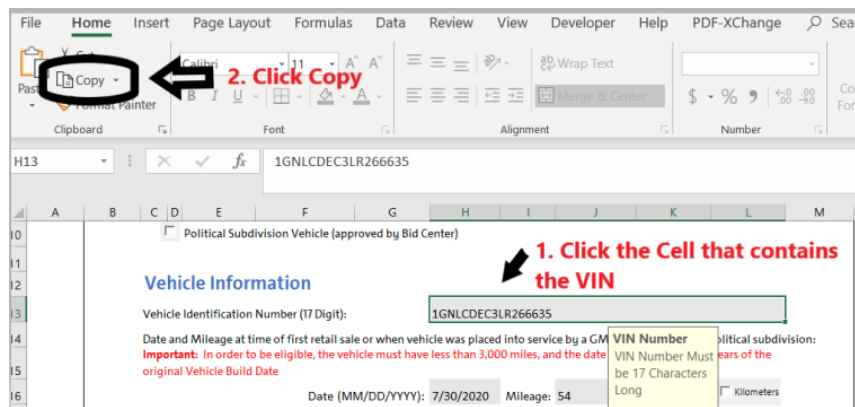 File Home Insert Page Layout Formulas Data Review View Developer Help PDF-XChange Sea
Calibri 11 A A Wrap Text
Copy 2. Click Copy
B I U A Merge & Center $ % 9 .00
Format Painter
Clipboard Font Alignment Number
H13 fx 1GNLCDEC3LR266635
A B C D E F G H I J K L M
10 Political Subdivision Vehicle (approved by Bid Center)
11 1. Click the Cell that contains
12 Vehicle Information the VIN
13 Vehicle Identification Number (17 Digit): 1GNLCDEC3LR266635
14 Date and Mileage at time of first retail sale or when vehicle was placed into service by a GM VIN Number political subdivision:
Important: In order to be eligible, the vehicle must have less than 3,000 miles, and the date VIN Number Must ears of the
15 original Vehicle Build Date be 17 Characters
16 Date (MM/DD/YYYY): 7/30/2020 Mileage: 54 Long Kilometers